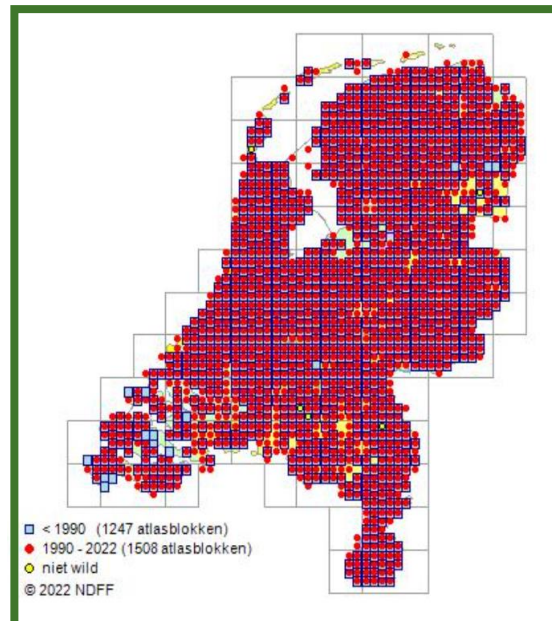 < 1990 (1247 atlasblokken)
1990 - 2022 (1508 atlasblokken)
niet wild
© 2022 NDFF